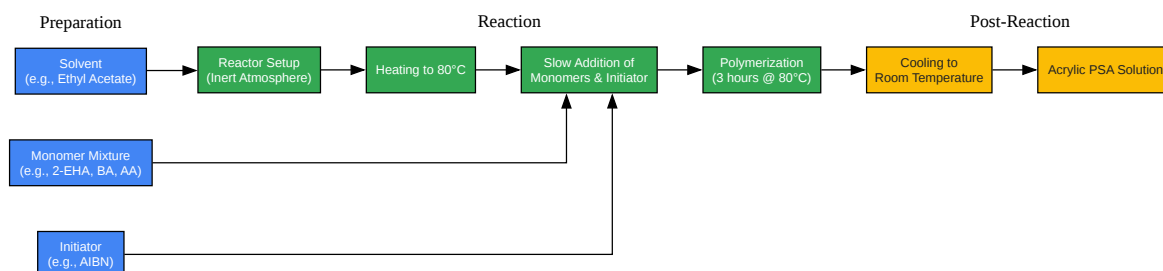 Preparation
Reaction
Post-Reaction
Solvent
(e.g., Ethyl Acetate)
Reactor Setup
(Inert Atmosphere)
Heating to 80°C
Slow Addition of
Monomers & Initiator
Polymerization
(3 hours @ 80°C)
Cooling to
Room Temperature
Acrylic PSA Solution
Monomer Mixture
(e.g., 2-EHA, BA, AA)
Initiator
(e.g., AIBN)